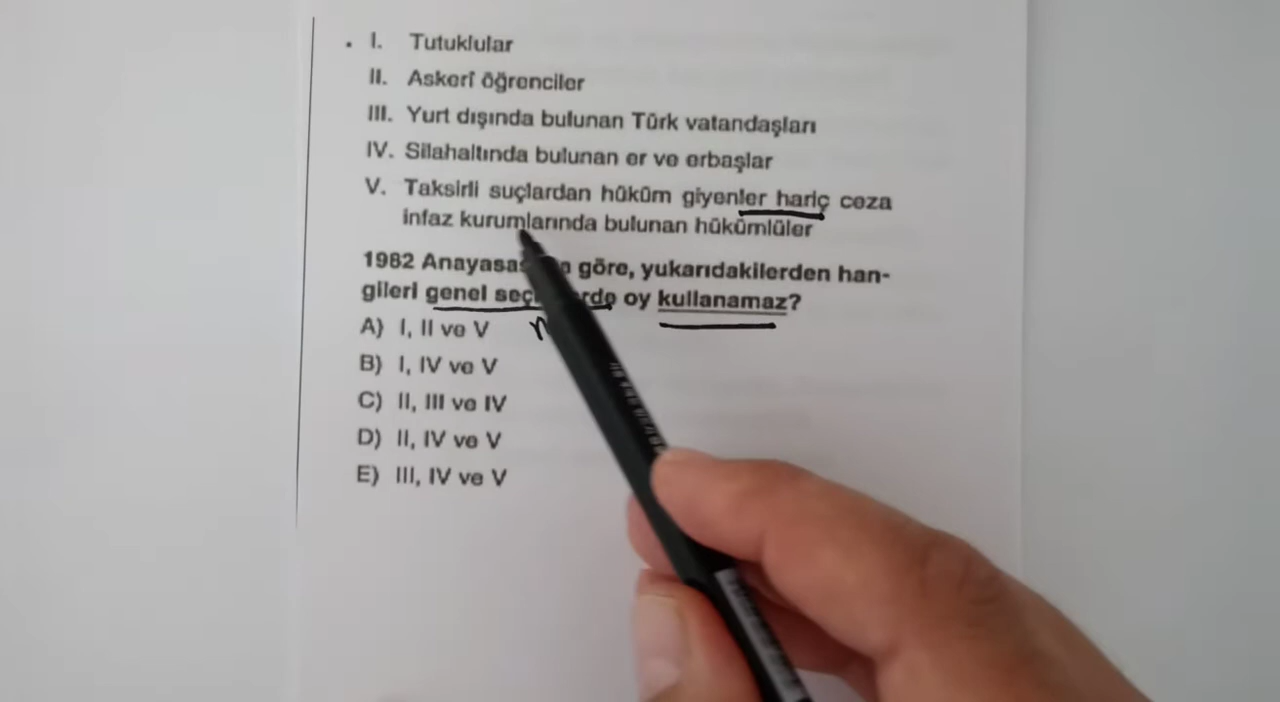 . I. Tutuklular
II. Askerî öğrenciler
III. Yurt dışında bulunan Türk vatandaşları
IV. Silahaltında bulunan er ve erbaşlar
V. Taksirli suçlardan hüküm giyenler hariç ceza
infaz kurumlarında bulunan hükümlüler
1982 göre, yukarıdakilerden han-
gileri genel oy kullanamaz?
A) I, II ve V
B) I, IV ve V
C) II, III ve IV
D) II, IV ve V
E) III, IV ve V